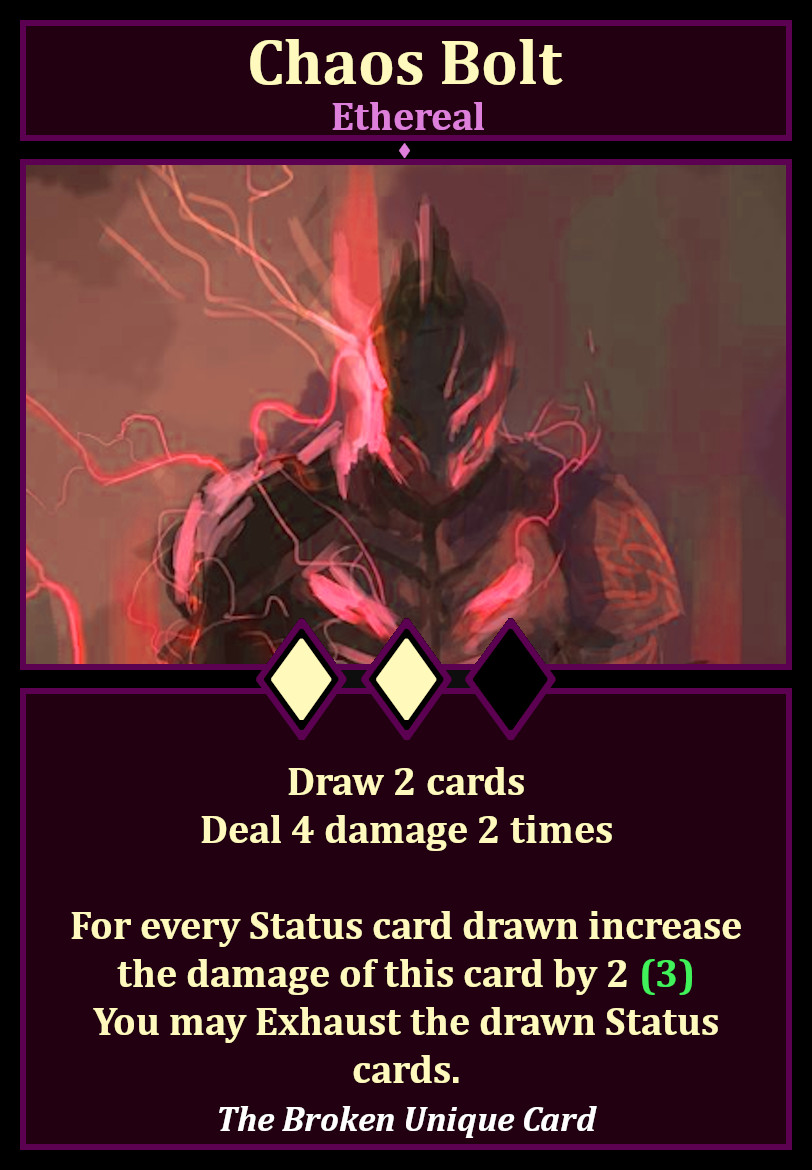 Chaos Bolt
Ethereal
Draw 2 cards
Deal 4 damage 2 times
For every Status card drawn increase
the damage of this card by 2 (3)
You may Exhaust the drawn Status
cards.
The Broken Unique Card